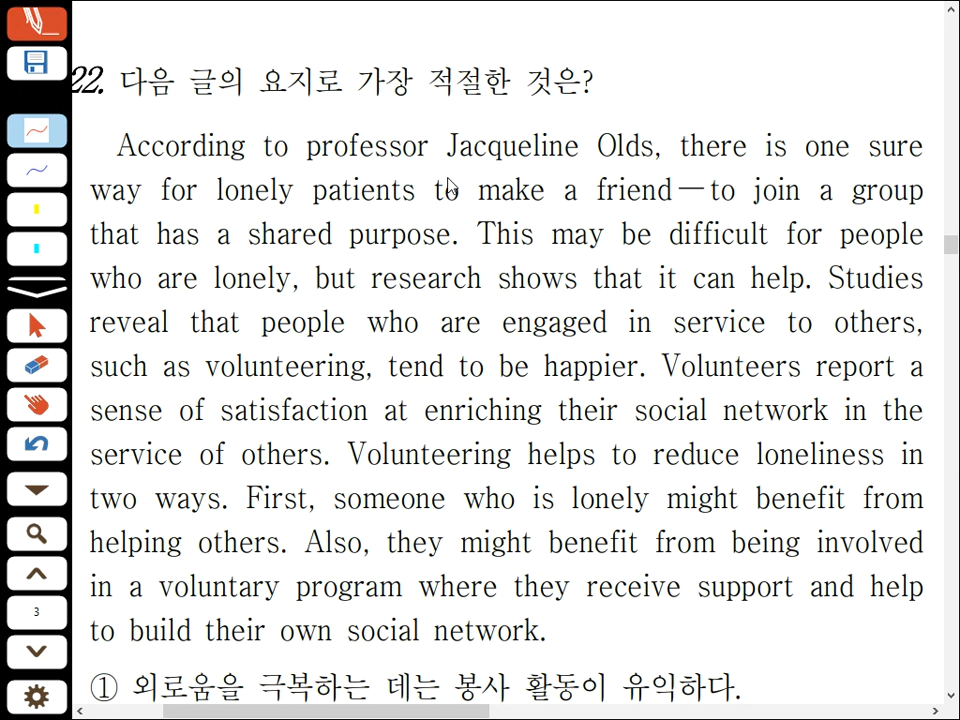 22. 다음 글의 요지로 가장 적절한 것은?
According to professor Jacqueline Olds, there is one sure
way for lonely patients to make a friend—to join a group
that has a shared purpose. This may be difficult for people
who are lonely, but research shows that it can help. Studies
reveal that people who are engaged in service to others,
such as volunteering, tend to be happier. Volunteers report a
sense of satisfaction at enriching their social network in the
service of others. Volunteering helps to reduce loneliness in
two ways. First, someone who is lonely might benefit from
helping others. Also, they might benefit from being involved
in a voluntary program where they receive support and help
3
to build their own social network.
① 외로움을 극복하는 데는 봉사 활동이 유익하다.